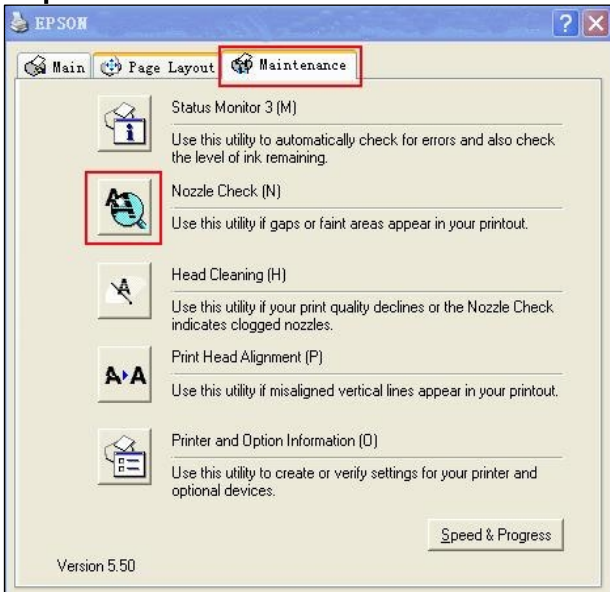 EPSON
Main Page Layout Maintenance
Status Monitor 3 (M)
Use this utility to automatically check for errors and also check
the level of ink remaining.
Nozzle Check (N)
Use this utility if gaps or faint areas appear in your printout.
Head Cleaning (H)
Use this utility if your print quality declines or the Nozzle Check
indicates clogged nozzles.
Print Head Alignment (P)
Use this utility if misaligned vertical lines appear in your printout.
Printer and Option Information (O)
Use this utility to create or verify settings for your printer and
optional devices.
Speed & Progress
Version 5.50